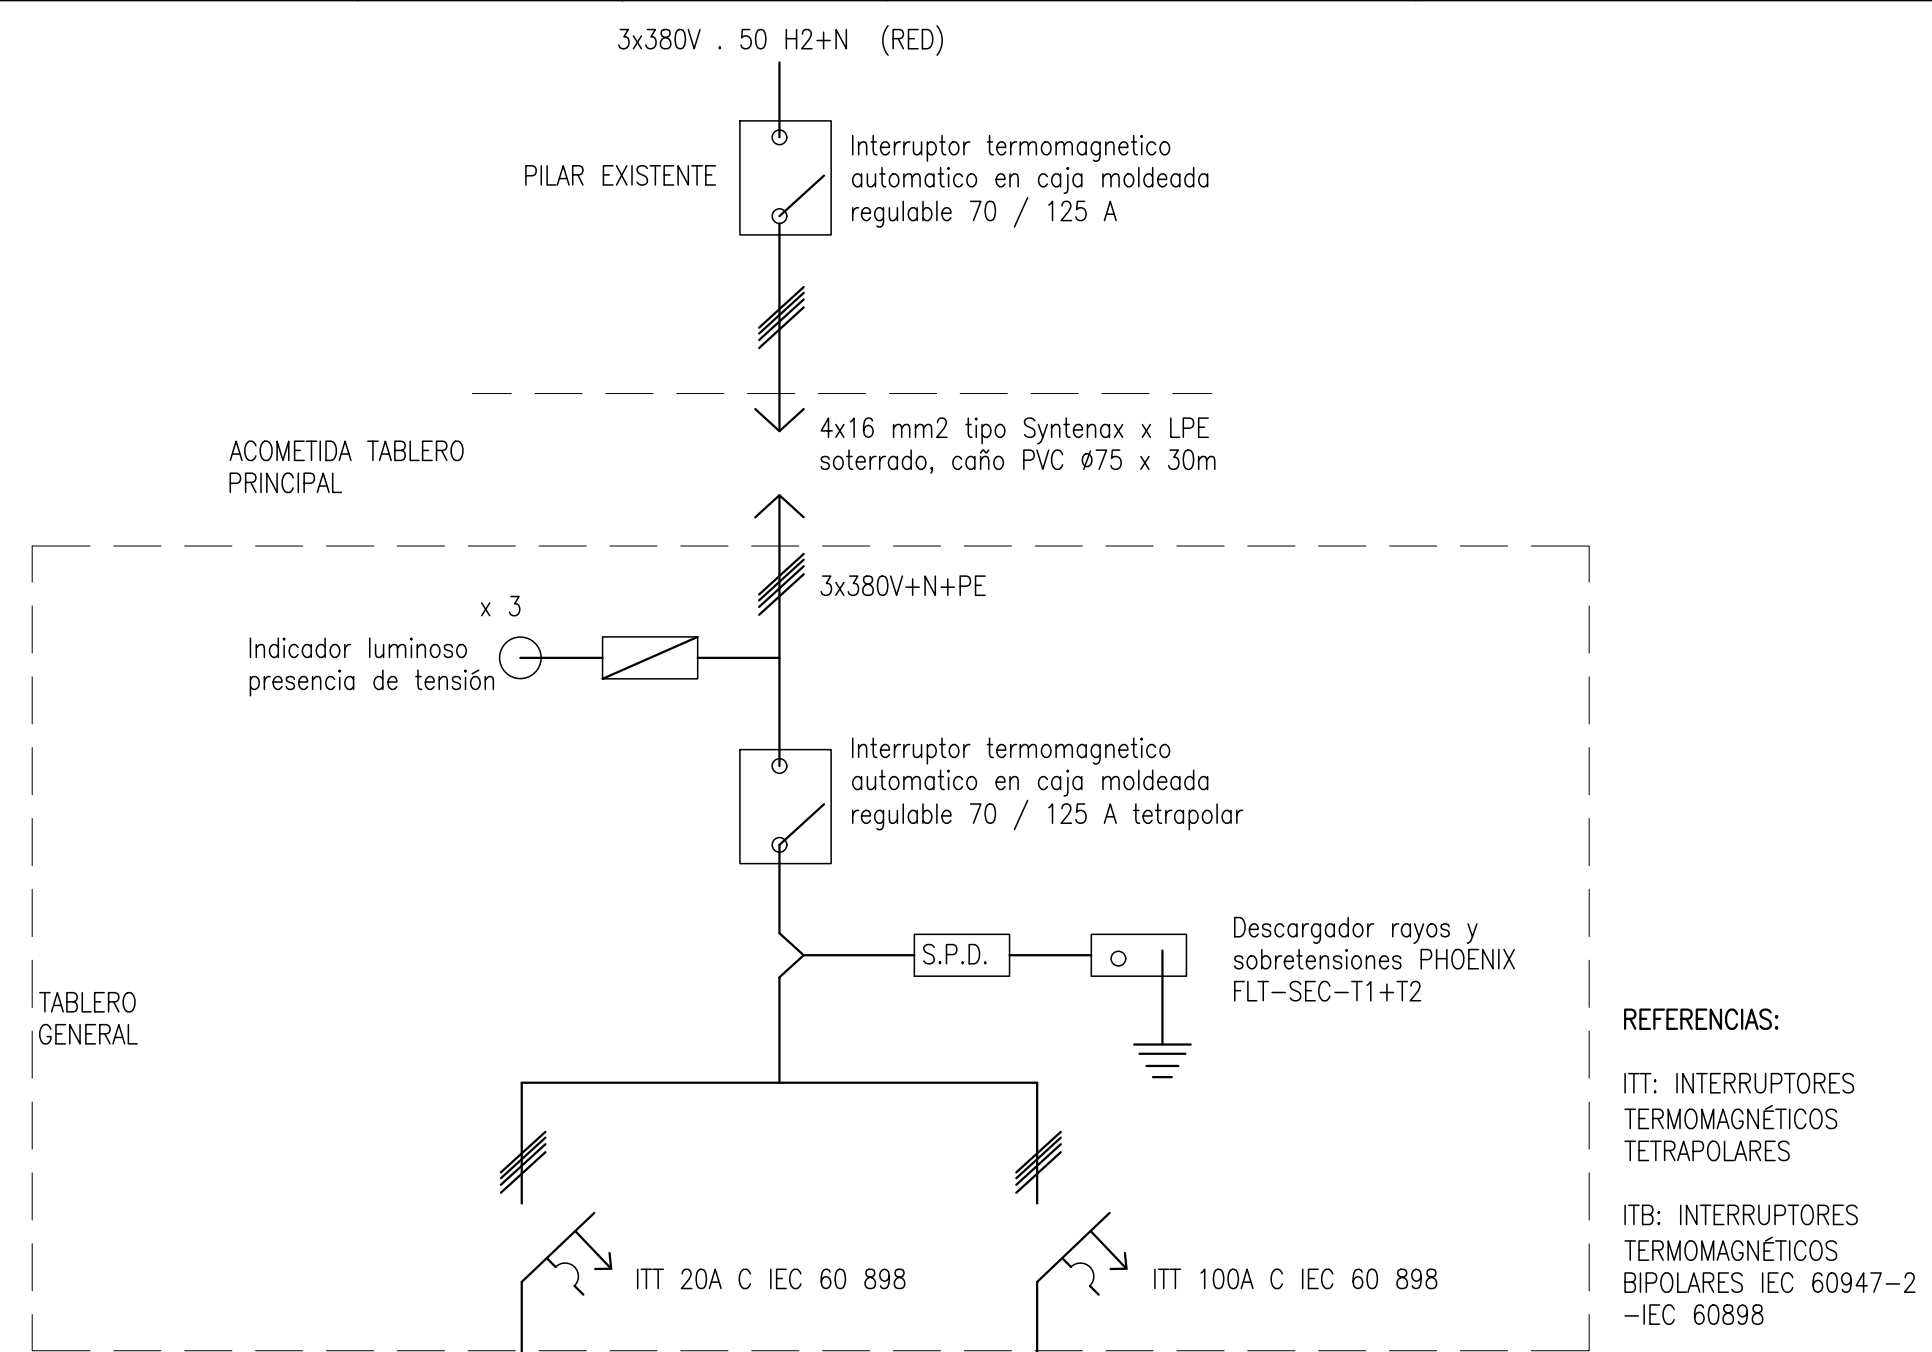 3x380V . 50 H2+N (RED)
PILAR EXISTENTE
Interruptor termomagnetico
automatico en caja moldeada
regulable 70 / 125 A
ACOMETIDA TABLERO
PRINCIPAL
4x16 mm2 tipo Syntenax x LPE
soterrado, caño PVC ø75 x 30m
3x380V+N+PE
x 3
Indicador luminoso
presencia de tensión
Interruptor termomagnetico
automatico en caja moldeada
regulable 70 / 125 A tetrapolar
S.P.D.
Descargador rayos y
sobretensiones PHOENIX
FLT-SEC-T1+T2
TABLERO
GENERAL
ITT 20A C IEC 60 898
ITT 100A C IEC 60 898
REFERENCIAS:
ITT: INTERRUPTORES
TERMOMAGNÉTICOS
TETRAPOLARES
ITB: INTERRUPTORES
TERMOMAGNÉTICOS
BIPOLARES IEC 60947-2
-IEC 60898